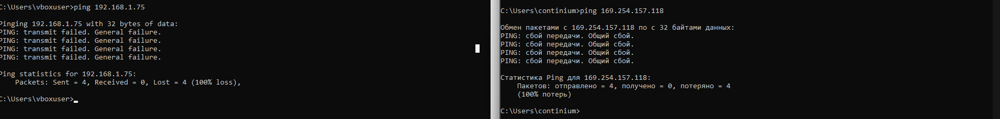 C:\Users\vboxuser>ping 192.168.1.75
Pinging 192.168.1.75 with 32 bytes of data:
PING: transmit failed. General failure.
PING: transmit failed. General failure.
PING: transmit failed. General failure.
PING: transmit failed. General failure.
Ping statistics for 192.168.1.75:
    Packets: Sent = 4, Received = 0, Lost = 4 (100% loss),
C:\Users\vboxuser>
C:\Users\continium>ping 169.254.157.118
Обмен пакетами с 169.254.157.118 по с 32 байтами данных:
PING: сбой передачи. Общий сбой.
PING: сбой передачи. Общий сбой.
PING: сбой передачи. Общий сбой.
PING: сбой передачи. Общий сбой.
Статистика Ping для 169.254.157.118:
    Пакетов: отправлено = 4, получено = 0, потеряно = 4
    (100% потерь)
C:\Users\continium>